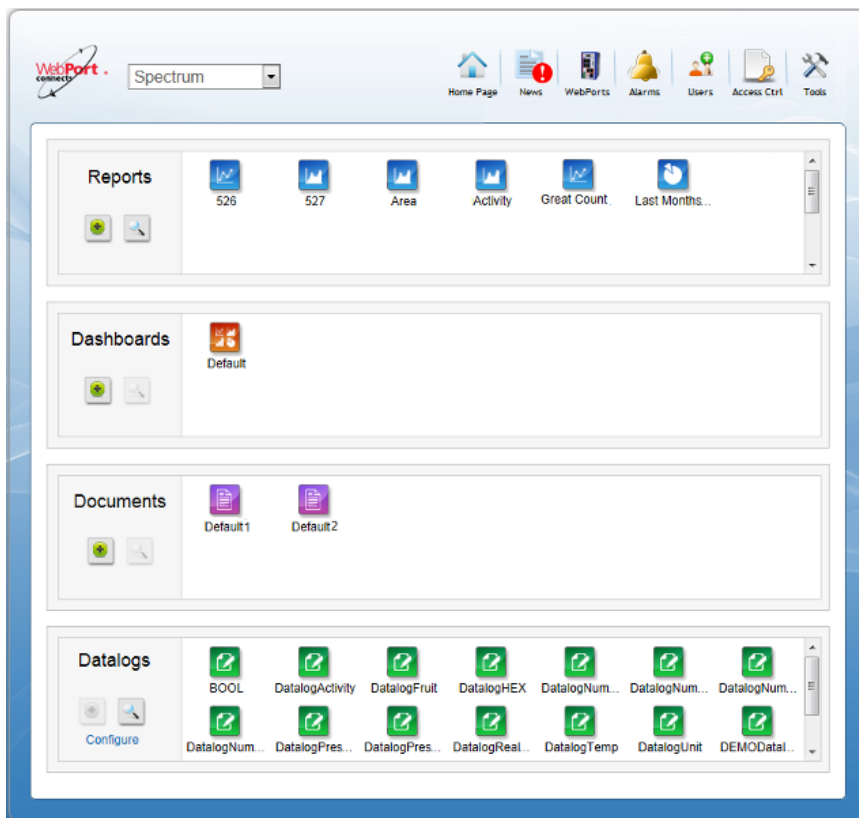 WebPort.
connects
Spectrum
Home Page News WebPorts Alarms Users Access Ctrl Tools
Reports
526 527 Area Activity Great Count Last Months...
Dashboards
Default
Documents
Default1 Default2
Datalogs
BOOL DatalogActivity DatalogFruit DatalogHEX DatalogNum... DatalogNum... DatalogNum...
Configure
DatalogNum... DatalogPres... DatalogPres... DatalogReal... DatalogTemp DatalogUnit DEMODatal...